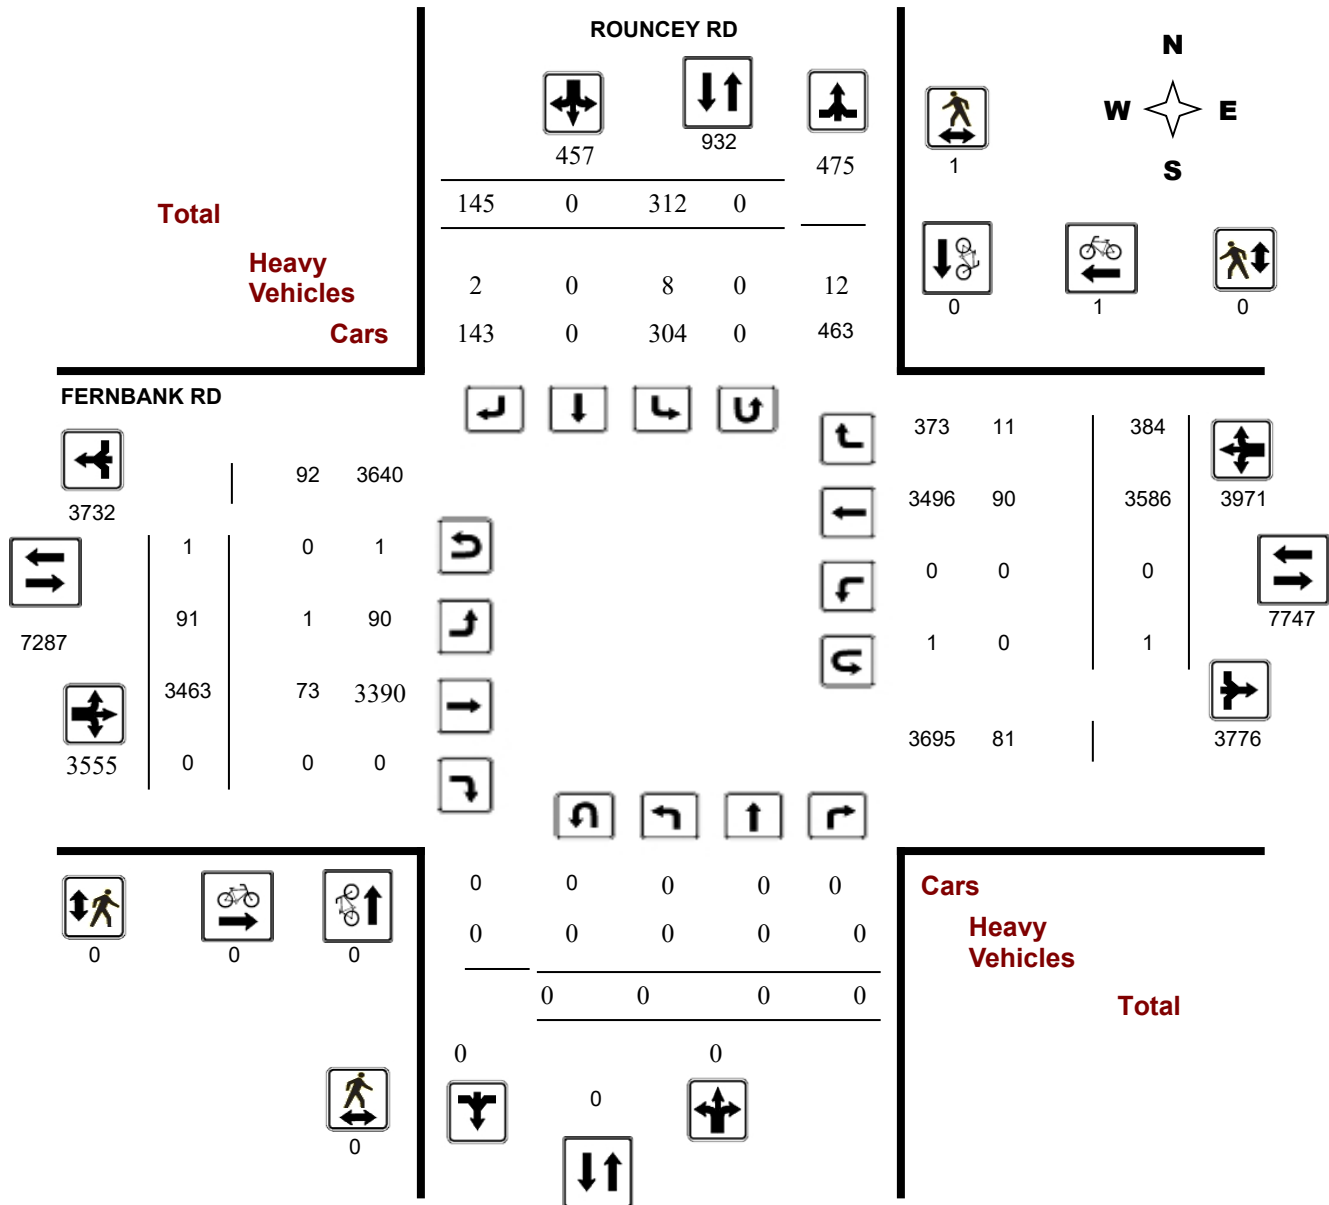 ROUNCEY RD
N
W E
S
457 932 475 1
Total 145 0 312 0
Heavy
Vehicles 2 0 8 0 12
Cars 143 0 304 0 463
0 1 0
FERNBANK RD
373 11 384
92 3640
3732
3496 90 3586 3971
1 0 1
0 0 0
91 1 90
7287
7747
1 0 1
3463 73 3390
3695 81 3776
3555 0 0 0
0 0 0 0 0
Cars
0 0 0 0 0
Heavy
Vehicles
0 0 0
0 0 0 0
Total
0 0
0
0